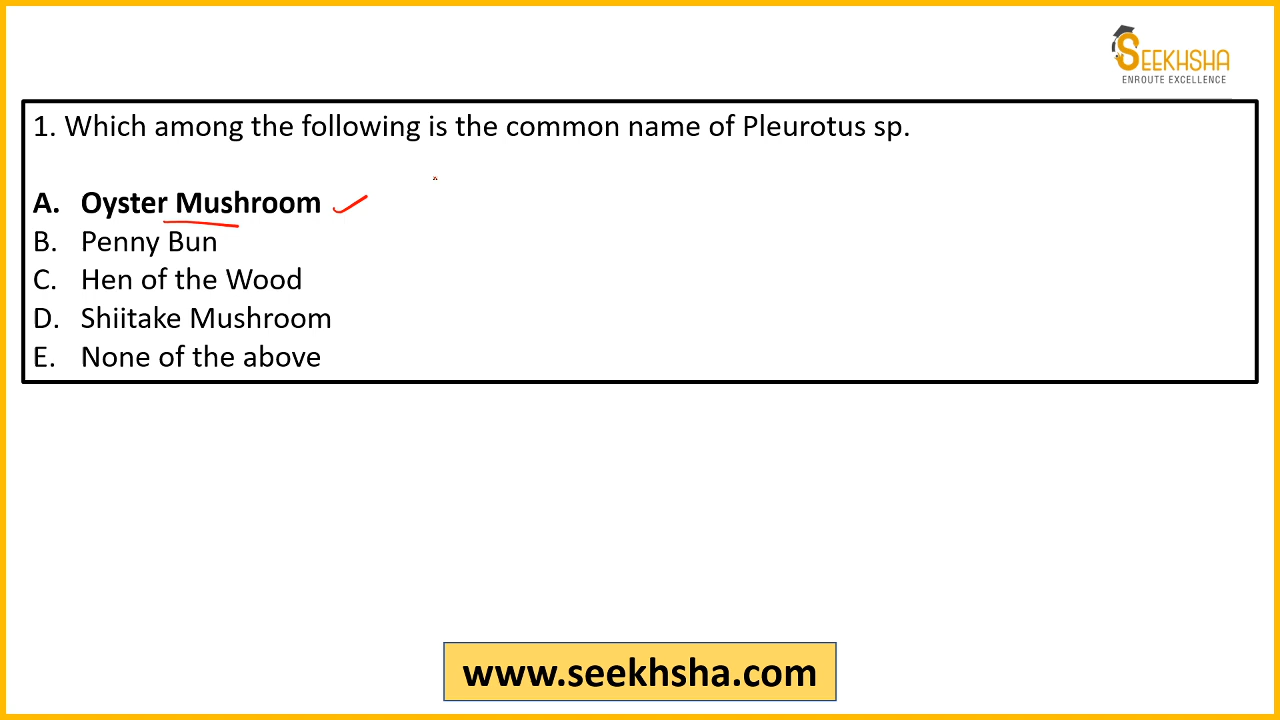 SEEKHSHA
ENROUTE EXCELLENCE
1. Which among the following is the common name of Pleurotus sp.
A. Oyster Mushroom
B. Penny Bun
C. Hen of the Wood
D. Shiitake Mushroom
E. None of the above
www.seekhsha.com